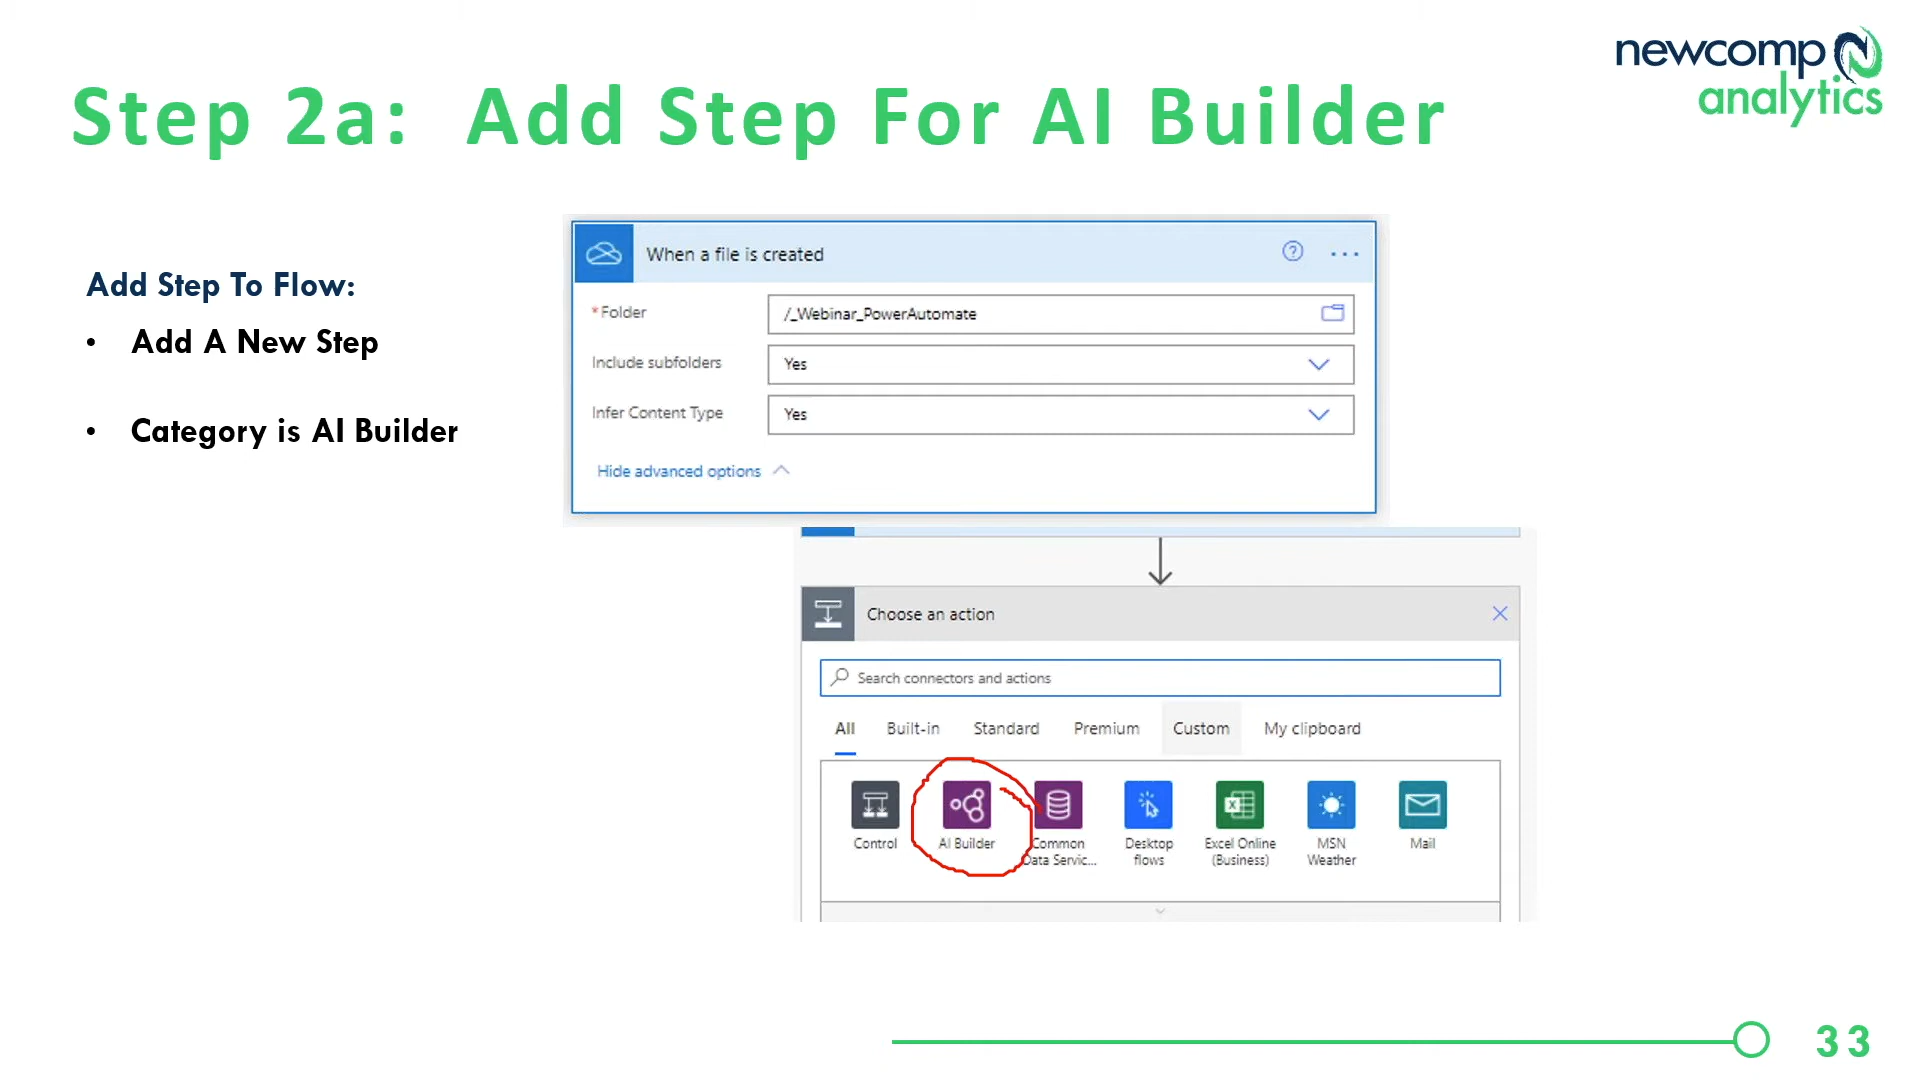 newcomp
analytics
Step 2a: Add Step For AI Builder
Add Step To Flow:
• Add A New Step
• Category is AI Builder
When a file is created
*Folder
/_Webinar_PowerAutomate
Include subfolders
Yes
Infer Content Type
Yes
Hide advanced options
Choose an action
Search connectors and actions
All Built-in Standard Premium Custom My clipboard
Control
AI Builder
Common
Data Servic...
Desktop
flows
Excel Online
(Business)
MSN
Weather
Mail
33